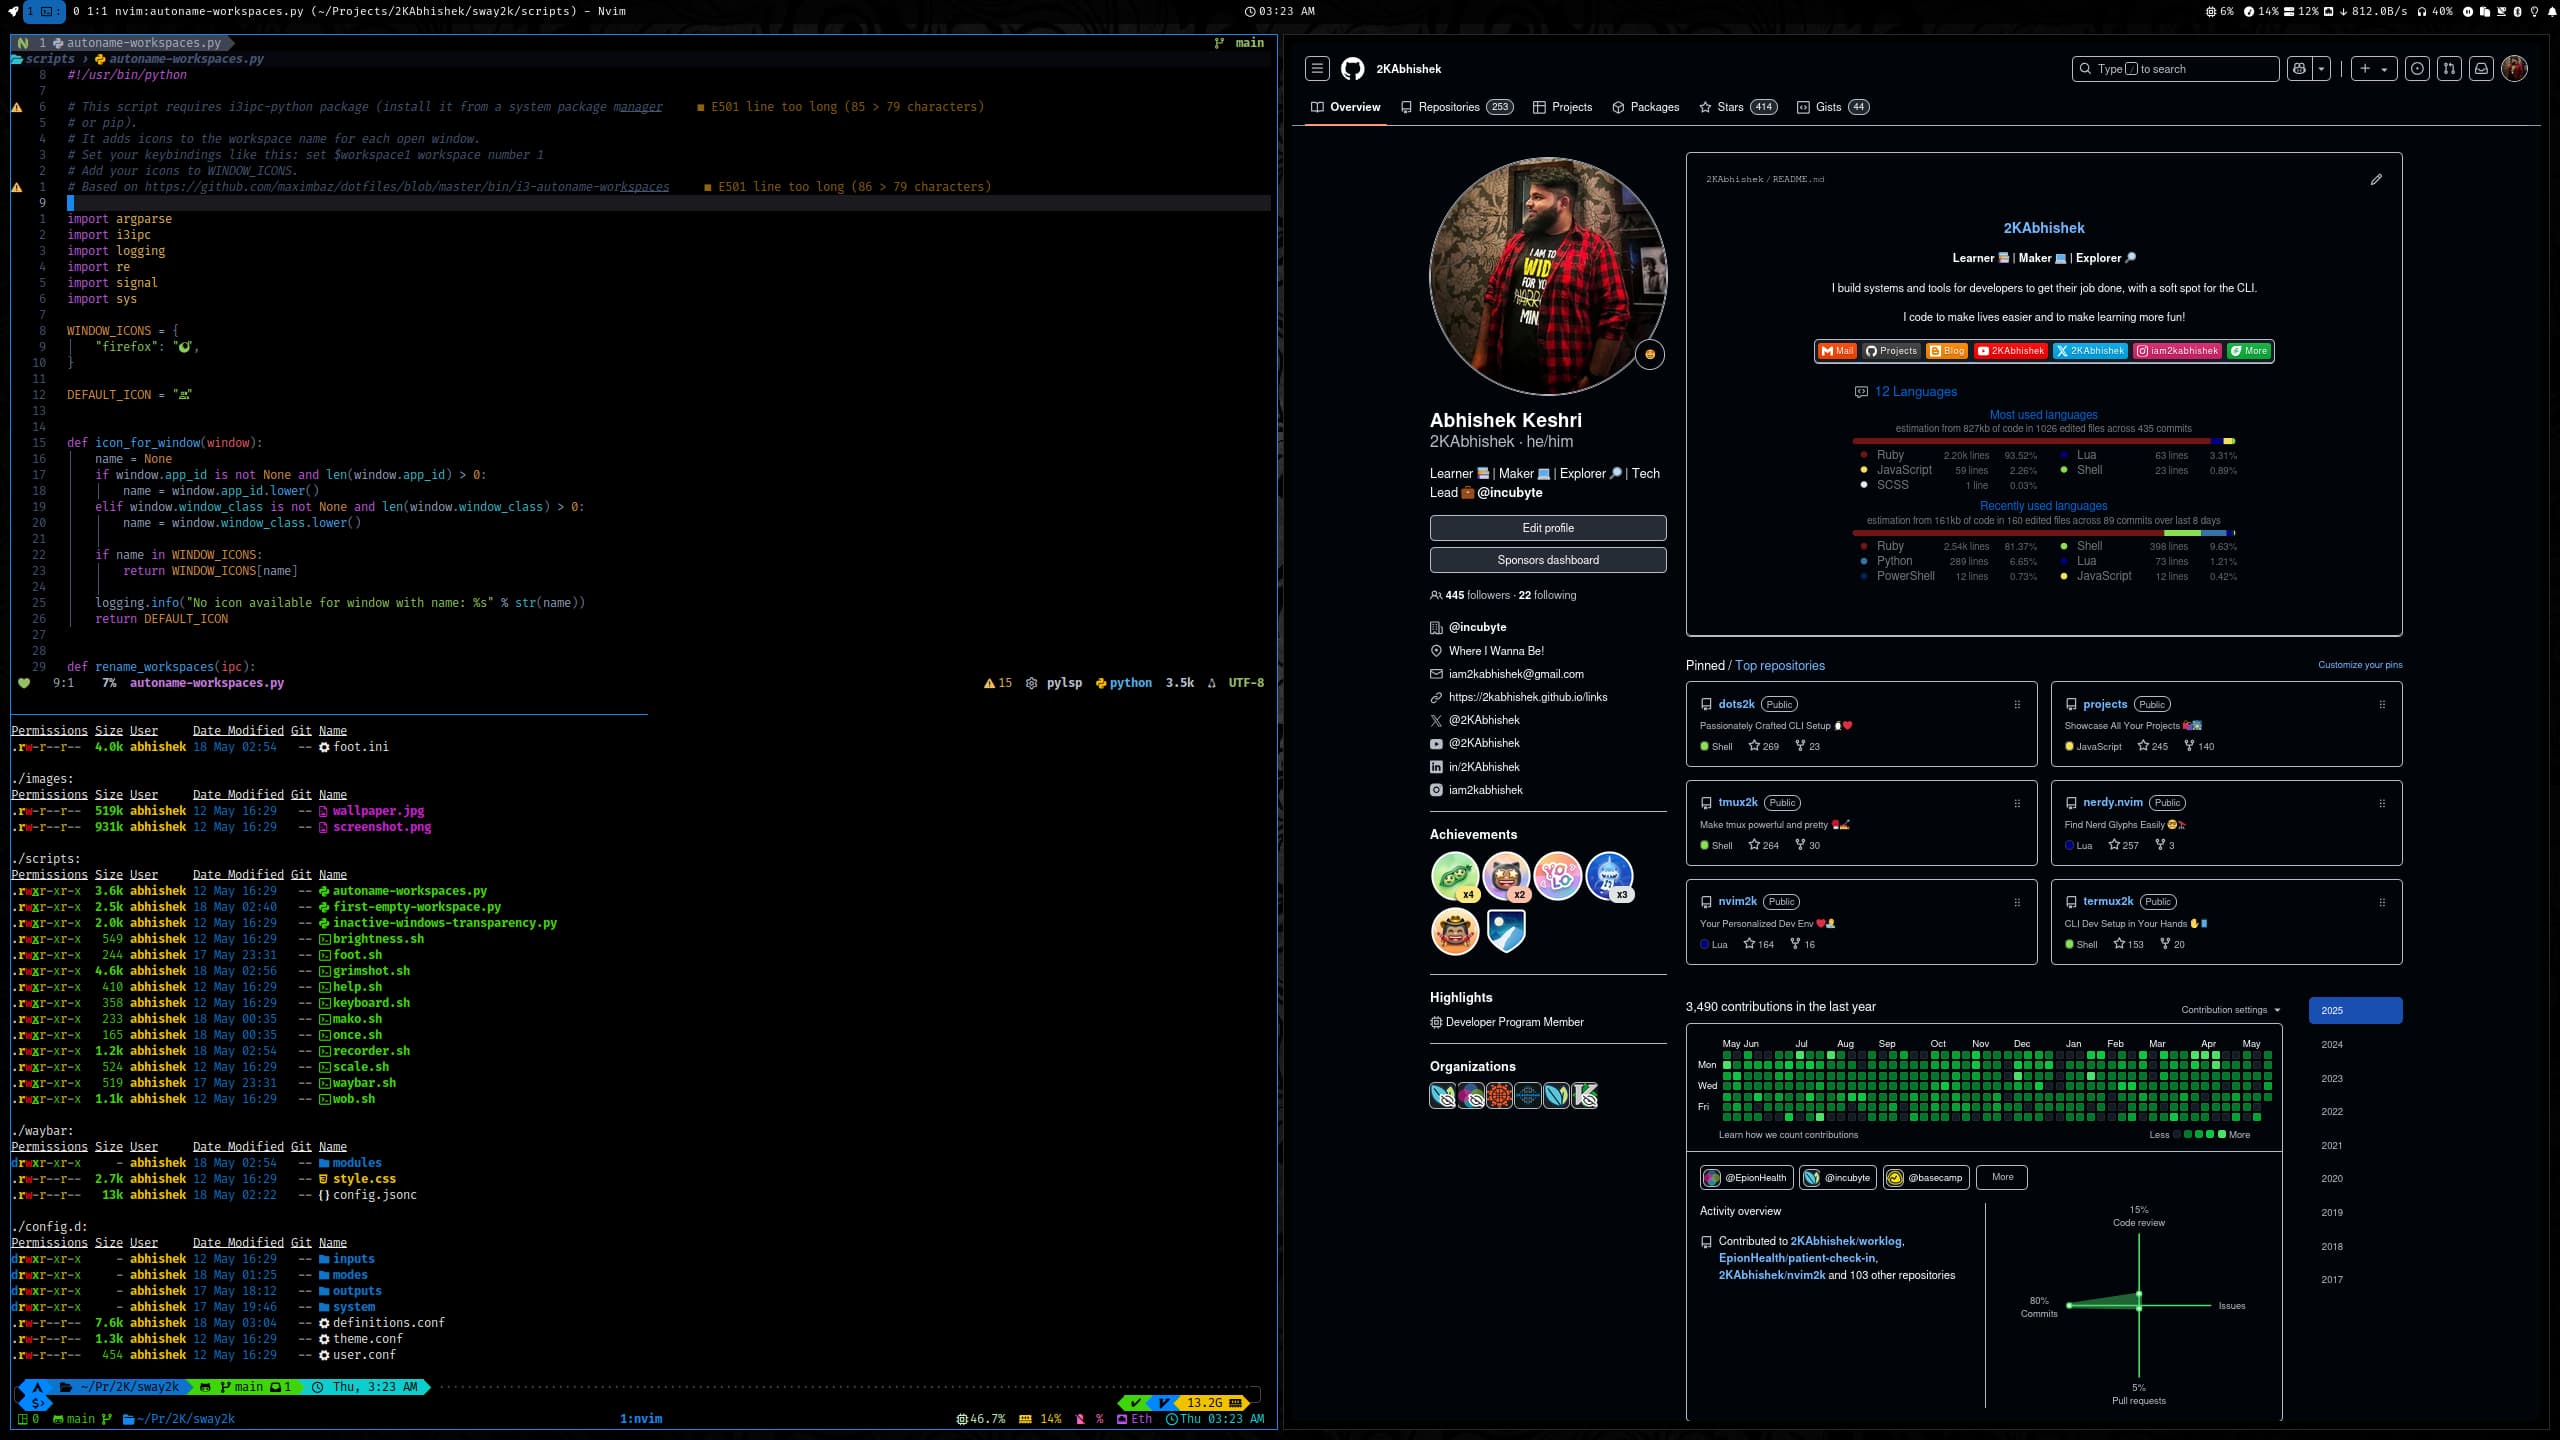 1 : 0 1:1 nvim:autoname-workspaces.py (~/Projects/2KAbhishek/sway2k/scripts) - Nvim
03:23 AM
6% 14% 12% 812.0B/s 40%
1 autoname-workspaces.py
main
scripts › autoname-workspaces.py
8 #!/usr/bin/python
7
6 # This script requires i3ipc-python package (install it from a system package manager ■ E501 line too long (85 > 79 characters)
5 # or pip).
4 # It adds icons to the workspace name for each open window.
3 # Set your keybindings like this: set $workspace1 workspace number 1
2 # Add your icons to WINDOW_ICONS.
1 # Based on https://github.com/maximbaz/dotfiles/blob/master/bin/i3-autoname-workspaces ■ E501 line too long (86 > 79 characters)
9
1 import argparse
2 import i3ipc
3 import logging
4 import re
5 import signal
6 import sys
7
8 WINDOW_ICONS = {
9 "firefox": "",
10 }
11
12 DEFAULT_ICON = ""
13
14
15 def icon_for_window(window):
16 name = None
17 if window.app_id is not None and len(window.app_id) > 0:
18 name = window.app_id.lower()
19 elif window.window_class is not None and len(window.window_class) > 0:
20 name = window.window_class.lower()
21
22 if name in WINDOW_ICONS:
23 return WINDOW_ICONS[name]
24
25 logging.info("No icon available for window with name: %s" % str(name))
26 return DEFAULT_ICON
27
28
29 def rename_workspaces(ipc):
9:1 7% autoname-workspaces.py
15 pylsp python 3.5k UTF-8
Permissions Size User Date Modified Git Name
.rw-r--r-- 4.0k abhishek 18 May 02:54 -- foot.ini
./images:
Permissions Size User Date Modified Git Name
.rw-r--r-- 519k abhishek 12 May 16:29 -- wallpaper.jpg
.rw-r--r-- 931k abhishek 12 May 16:29 -- screenshot.png
./scripts:
Permissions Size User Date Modified Git Name
.rwxr-xr-x 3.6k abhishek 12 May 16:29 -- autoname-workspaces.py
.rwxr-xr-x 2.5k abhishek 18 May 02:40 -- first-empty-workspace.py
.rwxr-xr-x 2.0k abhishek 12 May 16:29 -- inactive-windows-transparency.py
.rwxr-xr-x 549 abhishek 12 May 16:29 -- brightness.sh
.rwxr-xr-x 244 abhishek 17 May 23:31 -- foot.sh
.rwxr-xr-x 4.6k abhishek 18 May 02:56 -- grimshot.sh
.rwxr-xr-x 410 abhishek 12 May 16:29 -- help.sh
.rwxr-xr-x 358 abhishek 12 May 16:29 -- keyboard.sh
.rwxr-xr-x 233 abhishek 18 May 00:35 -- mako.sh
.rwxr-xr-x 165 abhishek 18 May 00:35 -- once.sh
.rwxr-xr-x 1.2k abhishek 18 May 02:54 -- recorder.sh
.rwxr-xr-x 524 abhishek 12 May 16:29 -- scale.sh
.rwxr-xr-x 519 abhishek 17 May 23:31 -- waybar.sh
.rwxr-xr-x 1.1k abhishek 12 May 16:29 -- wob.sh
./waybar:
Permissions Size User Date Modified Git Name
drwxr-xr-x - abhishek 18 May 02:54 -- modules
.rw-r--r-- 2.7k abhishek 12 May 16:29 -- style.css
.rw-r--r-- 13k abhishek 18 May 02:22 -- config.jsonc
./config.d:
Permissions Size User Date Modified Git Name
drwxr-xr-x - abhishek 12 May 16:29 -- inputs
drwxr-xr-x - abhishek 18 May 01:25 -- modes
drwxr-xr-x - abhishek 17 May 18:12 -- outputs
drwxr-xr-x - abhishek 17 May 19:46 -- system
.rw-r--r-- 7.6k abhishek 18 May 03:04 -- definitions.conf
.rw-r--r-- 1.3k abhishek 12 May 16:29 -- theme.conf
.rw-r--r-- 454 abhishek 12 May 16:29 -- user.conf
~/Pr/2K/sway2k main 1 Thu, 3:23 AM
$› ✔ 13.2G
0 main ~/Pr/2K/sway2k 1:nvim 46.7% 14% % Eth Thu 03:23 AM
2KAbhishek
Type / to search
Overview Repositories 253 Projects Packages Stars 414 Gists 44
I AM TO
WID
FOR YO
NARR
MIN
Abhishek Keshri
2KAbhishek · he/him
Learner | Maker | Explorer | Tech
Lead @incubyte
Edit profile
Sponsors dashboard
445 followers · 22 following
@incubyte
Where I Wanna Be!
iam2kabhishek@gmail.com
https://2kabhishek.github.io/links
@2KAbhishek
@2KAbhishek
in/2KAbhishek
iam2kabhishek
Achievements
x4 x2 YOLO x3
Highlights
Developer Program Member
Organizations
2KAbhishek / README.md
2KAbhishek
Learner | Maker | Explorer
I build systems and tools for developers to get their job done, with a soft spot for the CLI.
I code to make lives easier and to make learning more fun!
Mail Projects Blog 2KAbhishek 2KAbhishek iam2kabhishek More
12 Languages
Most used languages
estimation from 827kb of code in 1026 edited files across 435 commits
Ruby 2.20k lines 93.52% Lua 63 lines 3.31%
JavaScript 59 lines 2.26% Shell 23 lines 0.89%
SCSS 1 line 0.03%
Recently used languages
estimation from 161kb of code in 160 edited files across 89 commits over last 8 days
Ruby 2.54k lines 81.37% Shell 398 lines 9.63%
Python 289 lines 6.65% Lua 73 lines 1.21%
PowerShell 12 lines 0.73% JavaScript 12 lines 0.42%
Pinned / Top repositories
Customize your pins
dots2k Public
Passionately Crafted CLI Setup
Shell 269 23
projects Public
Showcase All Your Projects
JavaScript 245 140
tmux2k Public
Make tmux powerful and pretty
Shell 264 30
nerdy.nvim Public
Find Nerd Glyphs Easily
Lua 257 3
nvim2k Public
Your Personalized Dev Env
Lua 164 16
termux2k Public
CLI Dev Setup in Your Hands
Shell 153 20
3,490 contributions in the last year
Contribution settings
May Jun Jul Aug Sep Oct Nov Dec Jan Feb Mar Apr May
Mon
Wed
Fri
Learn how we count contributions
Less More
@EpionHealth @incubyte @basecamp More
Activity overview
Contributed to 2KAbhishek/worklog,
EpionHealth/patient-check-in,
2KAbhishek/nvim2k and 103 other repositories
15%
Code review
80%
Commits
Issues
5%
Pull requests
2025
2024
2023
2022
2021
2020
2019
2018
2017